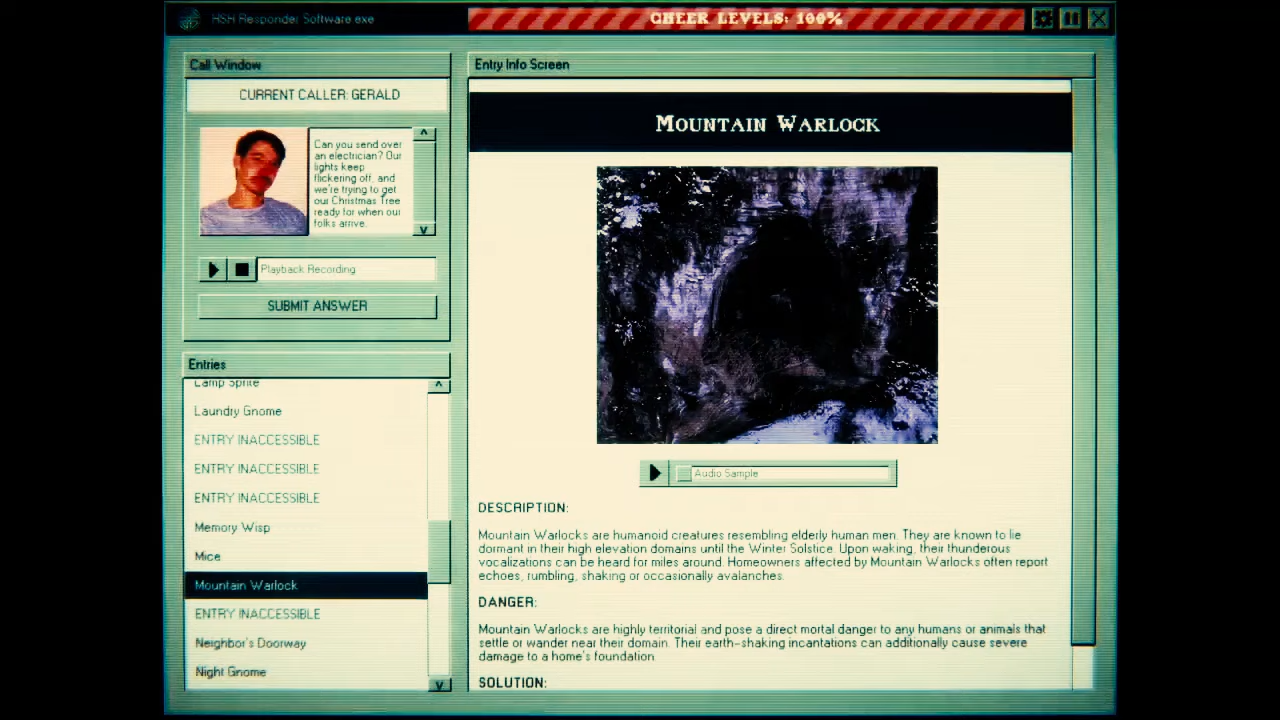 HSH Responder Software.exe
CHEER LEVELS: 100%
Call Window
CURRENT CALLER: GERALD
Can you send over
an electrician? Our
lights keep
flickering off, and
we're trying to get
our Christmas Tree
ready for when our
folks arrive.
Playback Recording
SUBMIT ANSWER
Entries
Lamp Sprite
Laundry Gnome
ENTRY INACCESSIBLE
ENTRY INACCESSIBLE
ENTRY INACCESSIBLE
Memory Wisp
Mice
Mountain Warlock
ENTRY INACCESSIBLE
Neighbor's Doorway
Night Gnome
Entry Info Screen
MOUNTAIN WARLOCK
Audio Sample
DESCRIPTION:
Mountain Warlocks are humanoid creatures resembling elderly human men. They are known to lie
dormant in their high elevation domains until the Winter Solstice. Upon waking, their thunderous
vocalizations can be heard for miles around. Homeowners affected by Mountain Warlocks often report
echoes, rumbling, shaking or occasionally avalanches.
DANGER:
Mountain Warlocks are highly territorial and pose a direct mortal danger to any humans or animals that
settle or wander near their domain. Their earth-shaking incantations can additionally cause severe
damage to a home's foundation.
SOLUTION: